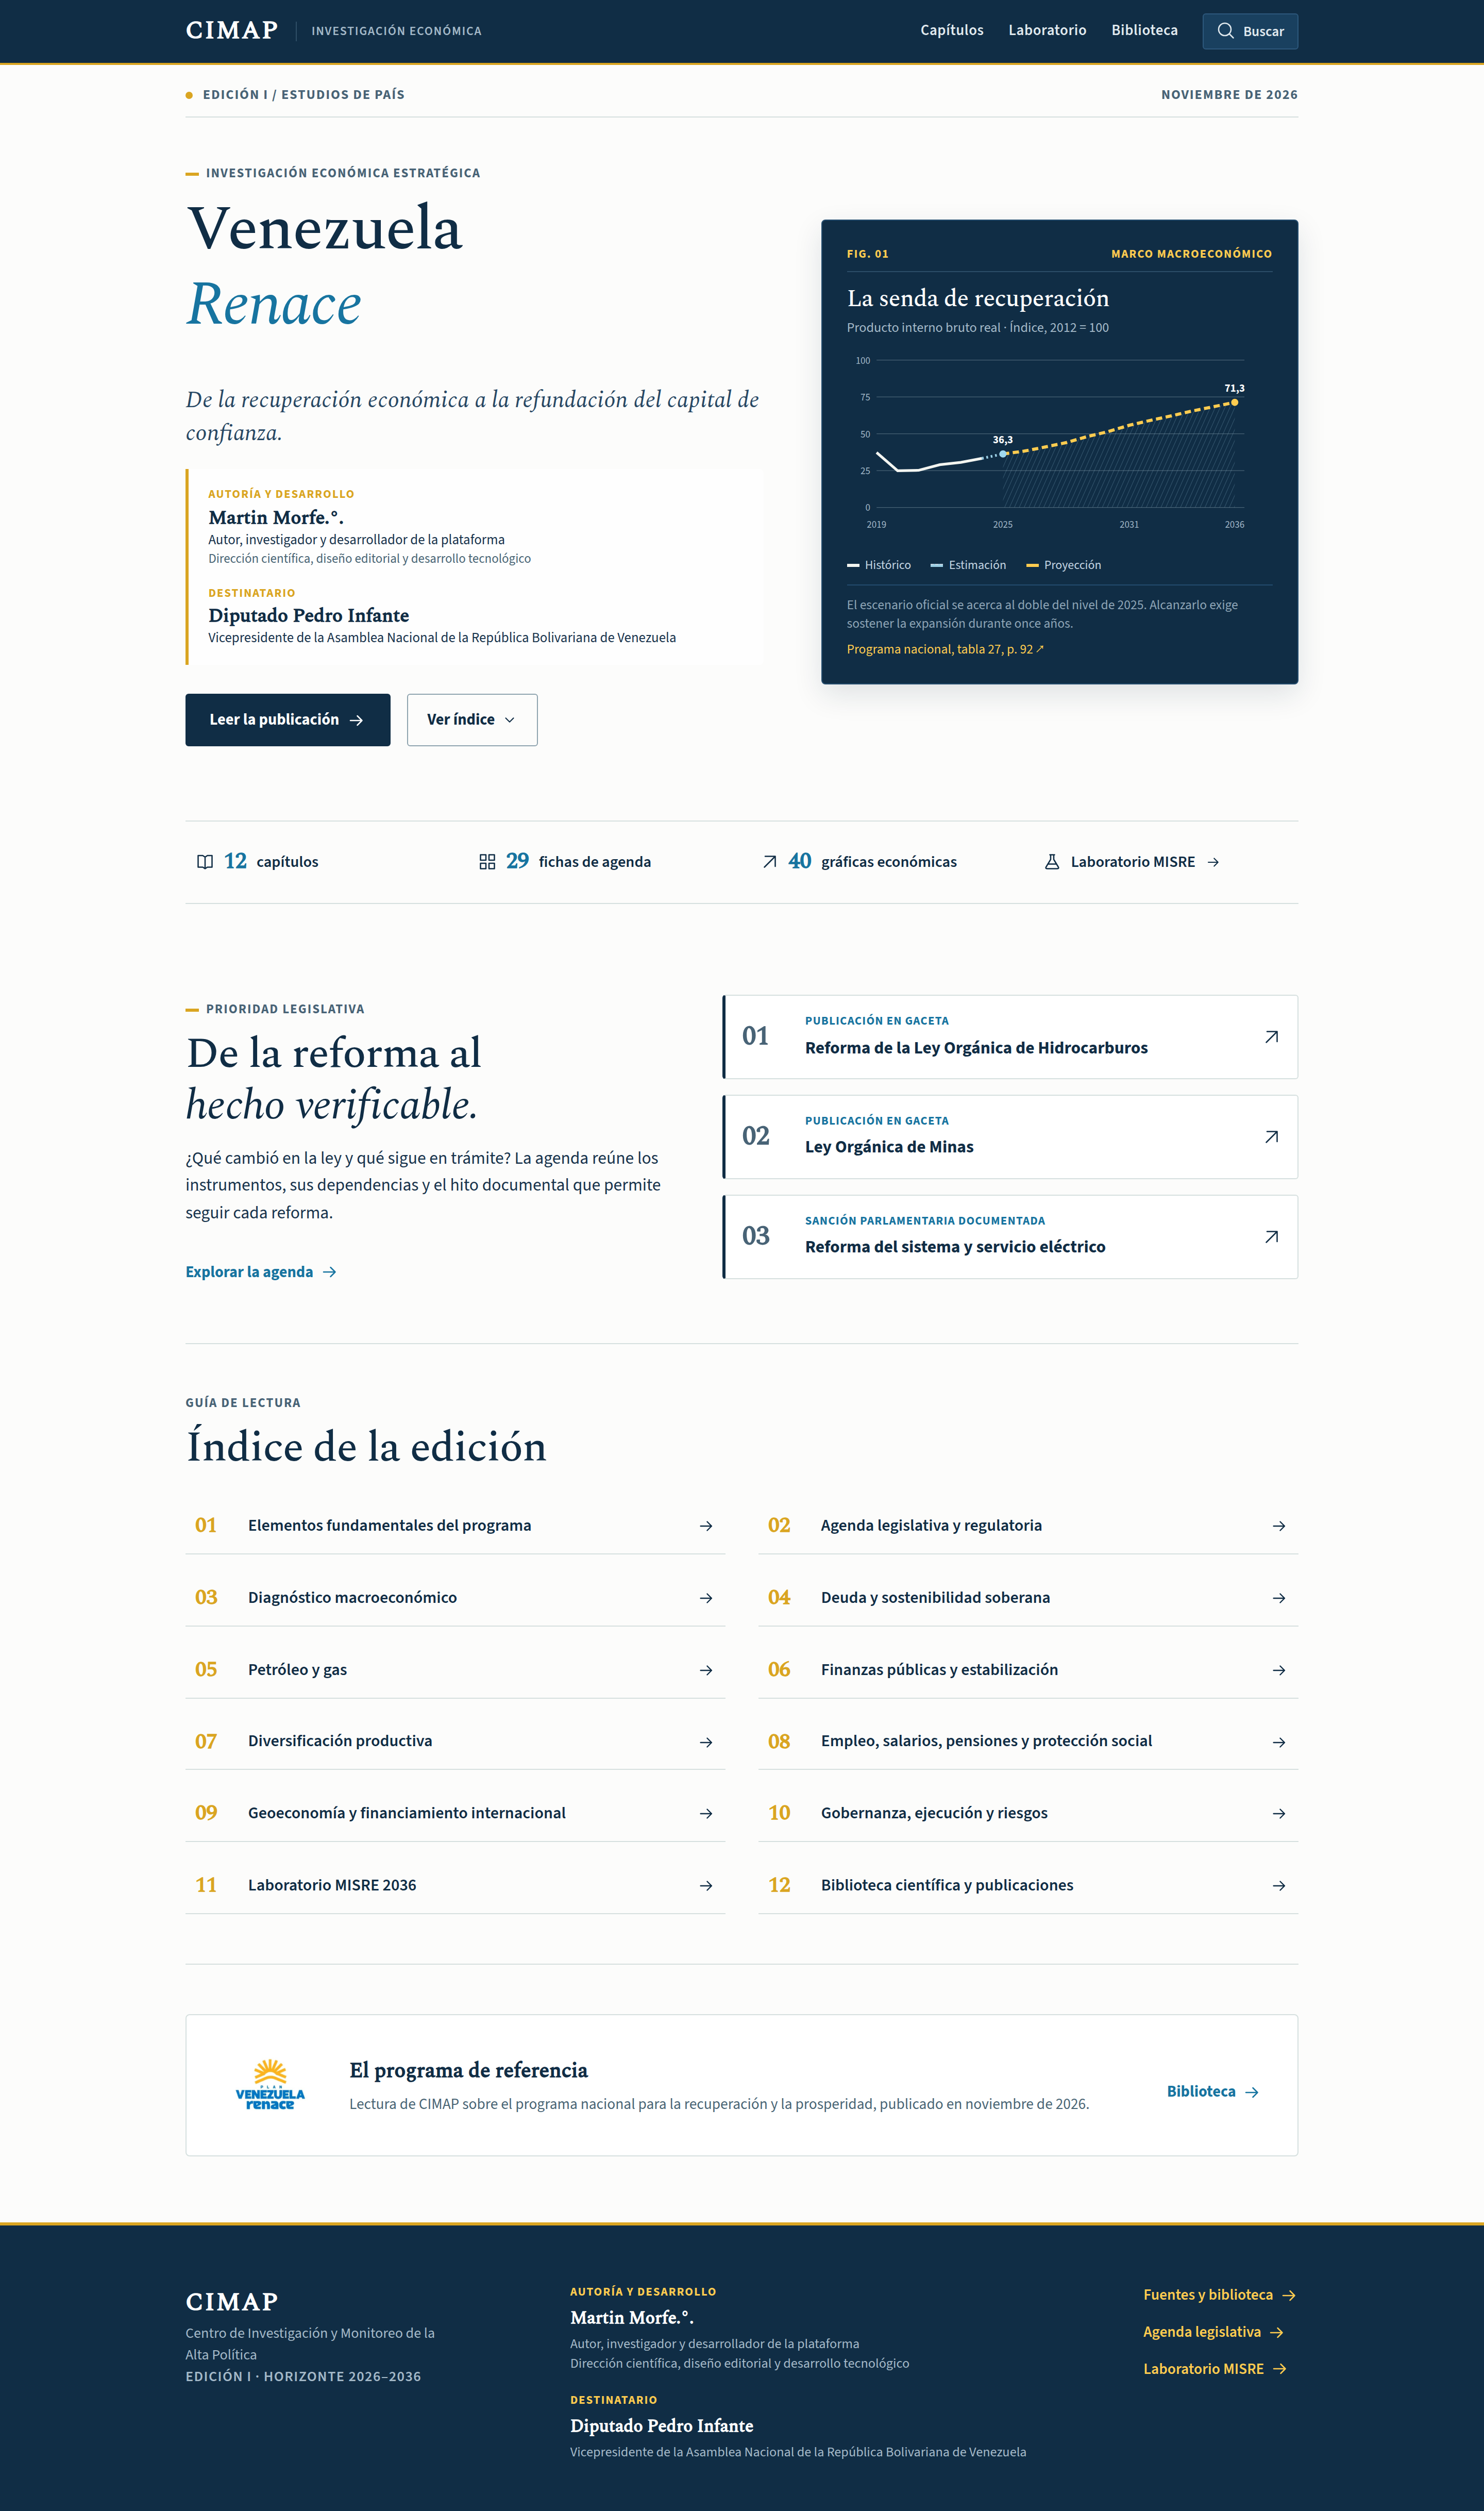 CIMAP
INVESTIGACIÓN ECONÓMICA
Capítulos
Laboratorio
Biblioteca
Buscar
EDICIÓN I / ESTUDIOS DE PAÍS
NOVIEMBRE DE 2026
INVESTIGACIÓN ECONÓMICA ESTRATÉGICA
Venezuela
Renace
De la recuperación económica a la refundación del capital de
confianza.
AUTORÍA Y DESARROLLO
Martin Morfe.°.
Autor, investigador y desarrollador de la plataforma
Dirección científica, diseño editorial y desarrollo tecnológico
DESTINATARIO
Diputado Pedro Infante
Vicepresidente de la Asamblea Nacional de la República Bolivariana de Venezuela
Leer la publicación →
Ver índice
FIG. 01
MARCO MACROECONÓMICO
La senda de recuperación
Producto interno bruto real · Índice, 2012 = 100
100
75
50
25
0
36,3
71,3
2019
2025
2031
2036
Histórico
Estimación
Proyección
El escenario oficial se acerca al doble del nivel de 2025. Alcanzarlo exige
sostener la expansión durante once años.
Programa nacional, tabla 27, p. 92 ↗
12 capítulos
29 fichas de agenda
40 gráficas económicas
Laboratorio MISRE →
PRIORIDAD LEGISLATIVA
De la reforma al
hecho verificable.
¿Qué cambió en la ley y qué sigue en trámite? La agenda reúne los
instrumentos, sus dependencias y el hito documental que permite
seguir cada reforma.
Explorar la agenda →
01
PUBLICACIÓN EN GACETA
Reforma de la Ley Orgánica de Hidrocarburos
02
PUBLICACIÓN EN GACETA
Ley Orgánica de Minas
03
SANCIÓN PARLAMENTARIA DOCUMENTADA
Reforma del sistema y servicio eléctrico
GUÍA DE LECTURA
Índice de la edición
01 Elementos fundamentales del programa →
02 Agenda legislativa y regulatoria →
03 Diagnóstico macroeconómico →
04 Deuda y sostenibilidad soberana →
05 Petróleo y gas →
06 Finanzas públicas y estabilización →
07 Diversificación productiva →
08 Empleo, salarios, pensiones y protección social →
09 Geoeconomía y financiamiento internacional →
10 Gobernanza, ejecución y riesgos →
11 Laboratorio MISRE 2036 →
12 Biblioteca científica y publicaciones →
PLAN
VENEZUELA
renace
El programa de referencia
Lectura de CIMAP sobre el programa nacional para la recuperación y la prosperidad, publicado en noviembre de 2026.
Biblioteca →
CIMAP
Centro de Investigación y Monitoreo de la
Alta Política
EDICIÓN I · HORIZONTE 2026–2036
AUTORÍA Y DESARROLLO
Martin Morfe.°.
Autor, investigador y desarrollador de la plataforma
Dirección científica, diseño editorial y desarrollo tecnológico
DESTINATARIO
Diputado Pedro Infante
Vicepresidente de la Asamblea Nacional de la República Bolivariana de Venezuela
Fuentes y biblioteca →
Agenda legislativa →
Laboratorio MISRE →